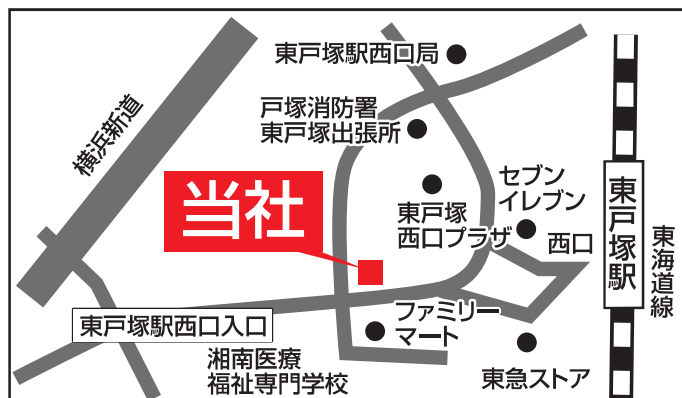 東戸塚駅西口局
戸塚消防署
東戸塚出張所
横浜新道
当社
東戸塚
西口プラザ
セブン
イレブン
西口
東戸塚駅
東海道線
東戸塚駅西口入口
ファミリー
マート
湘南医療
福祉専門学校
東急ストア